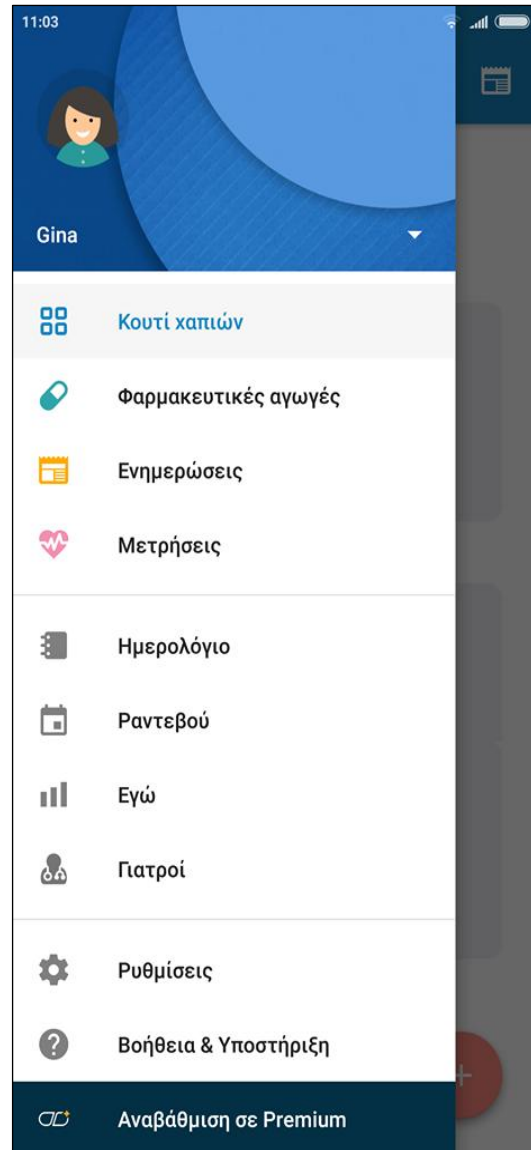 11:03
Gina
Κουτί χαπιών
Φαρμακευτικές αγωγές
Ενημερώσεις
Μετρήσεις
Ημερολόγιο
Ραντεβού
Εγώ
Γιατροί
Ρυθμίσεις
Βοήθεια & Υποστήριξη
Αναβάθμιση σε Premium